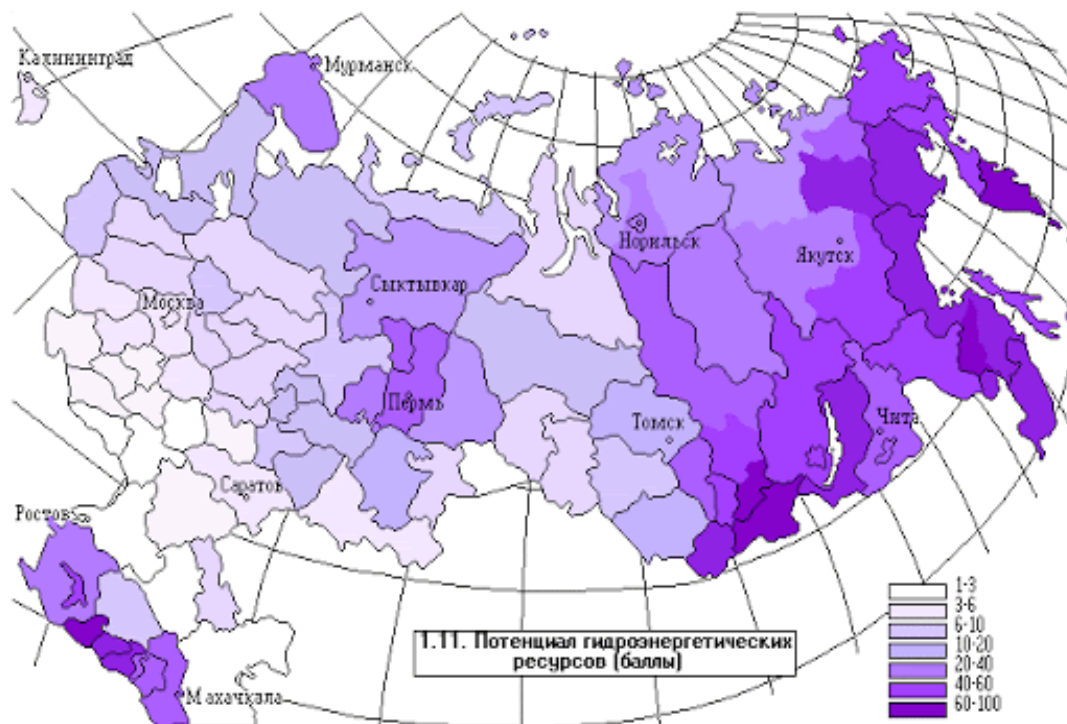 Калининград
Мурманск
Норильск
Якутск
Сыктывкар
Москва
Пермь
Томск
Чита
Саратов
Ростов
Махачкала
1.11. Потенциал гидроэнергетических
ресурсов (баллы)
1-3
3-6
6-10
10-20
20-40
40-60
60-100